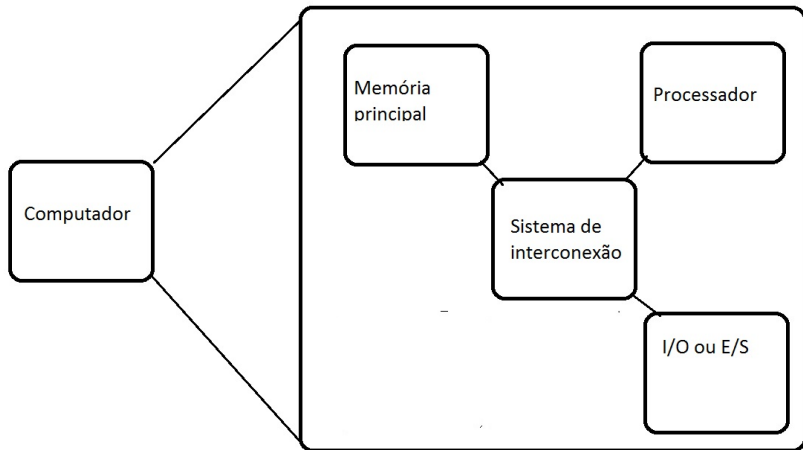 Memória
principal
Processador
Computador
Sistema de
interconexão
I/O ou E/S